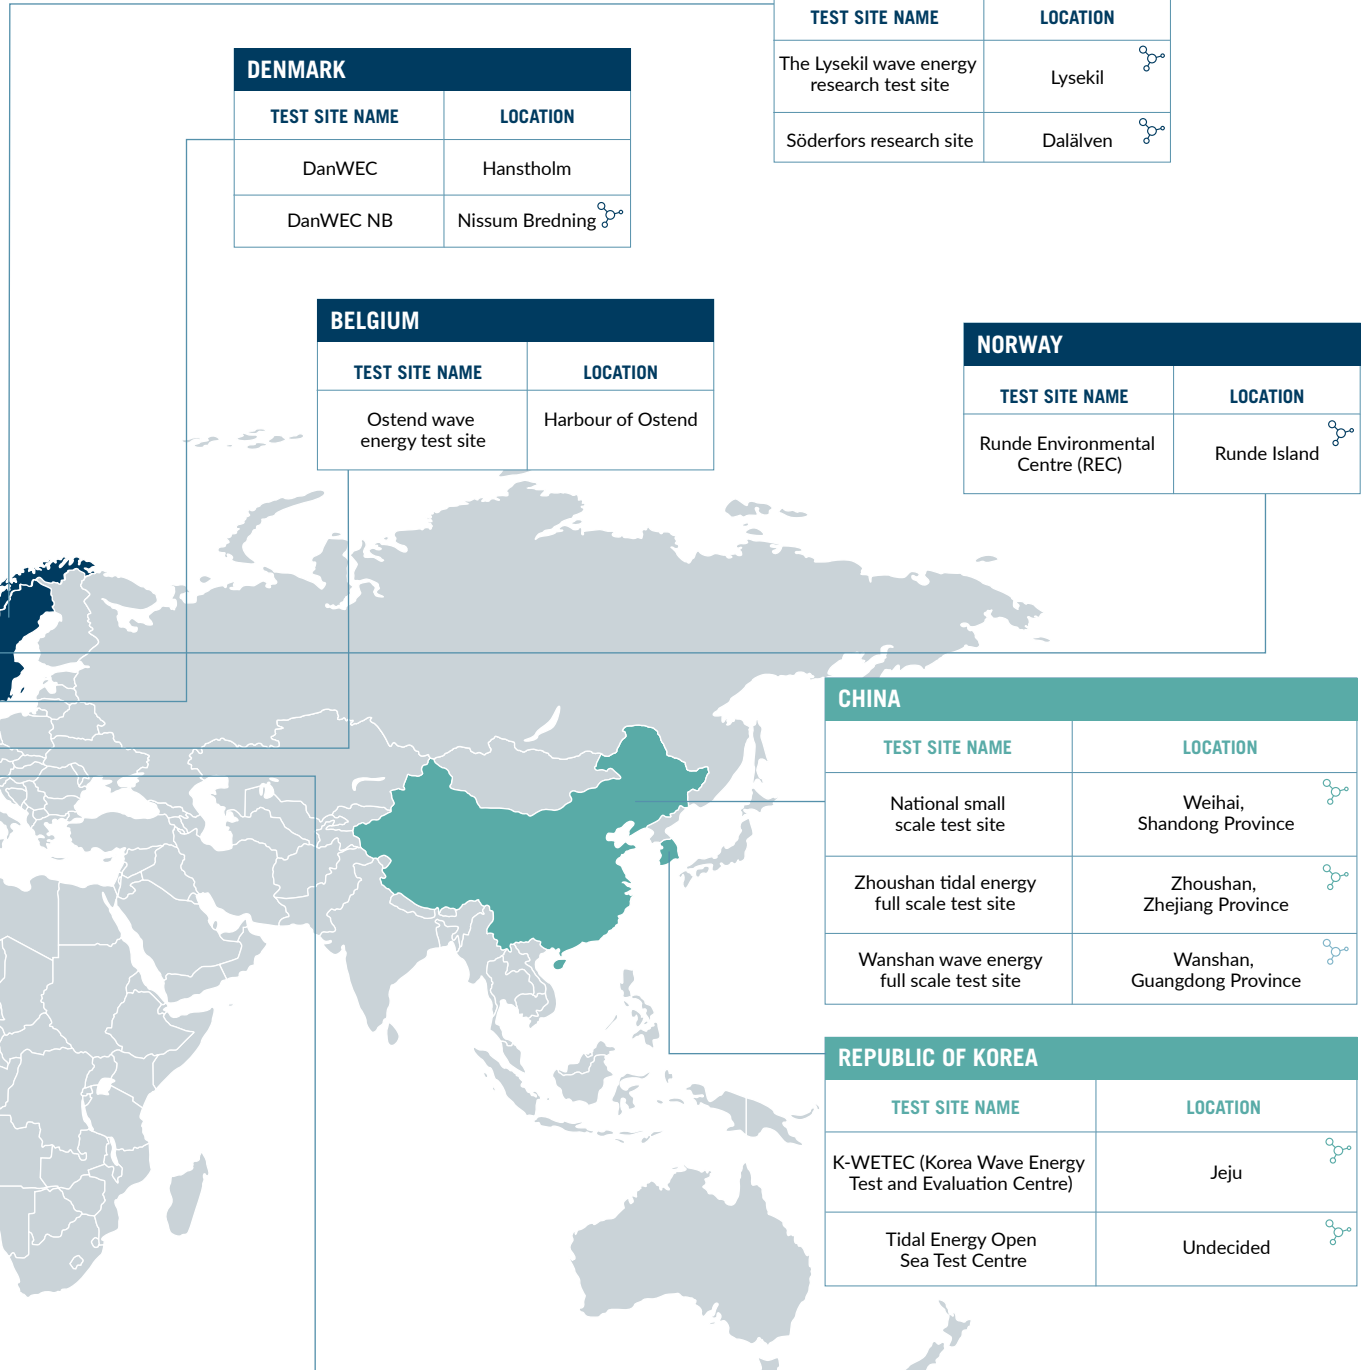 TEST SITE NAME
LOCATION
The Lysekil wave energy
research test site
Lysekil
Söderfors research site
Dalälven
DENMARK
TEST SITE NAME
LOCATION
DanWEC
Hanstholm
DanWEC NB
Nissum Bredning
BELGIUM
TEST SITE NAME
LOCATION
Ostend wave
energy test site
Harbour of Ostend
NORWAY
TEST SITE NAME
LOCATION
Runde Environmental
Centre (REC)
Runde Island
CHINA
TEST SITE NAME
LOCATION
National small
scale test site
Weihai,
Shandong Province
Zhoushan tidal energy
full scale test site
Zhoushan,
Zhejiang Province
Wanshan wave energy
full scale test site
Wanshan,
Guangdong Province
REPUBLIC OF KOREA
TEST SITE NAME
LOCATION
K-WETEC (Korea Wave Energy
Test and Evaluation Centre)
Jeju
Tidal Energy Open
Sea Test Centre
Undecided